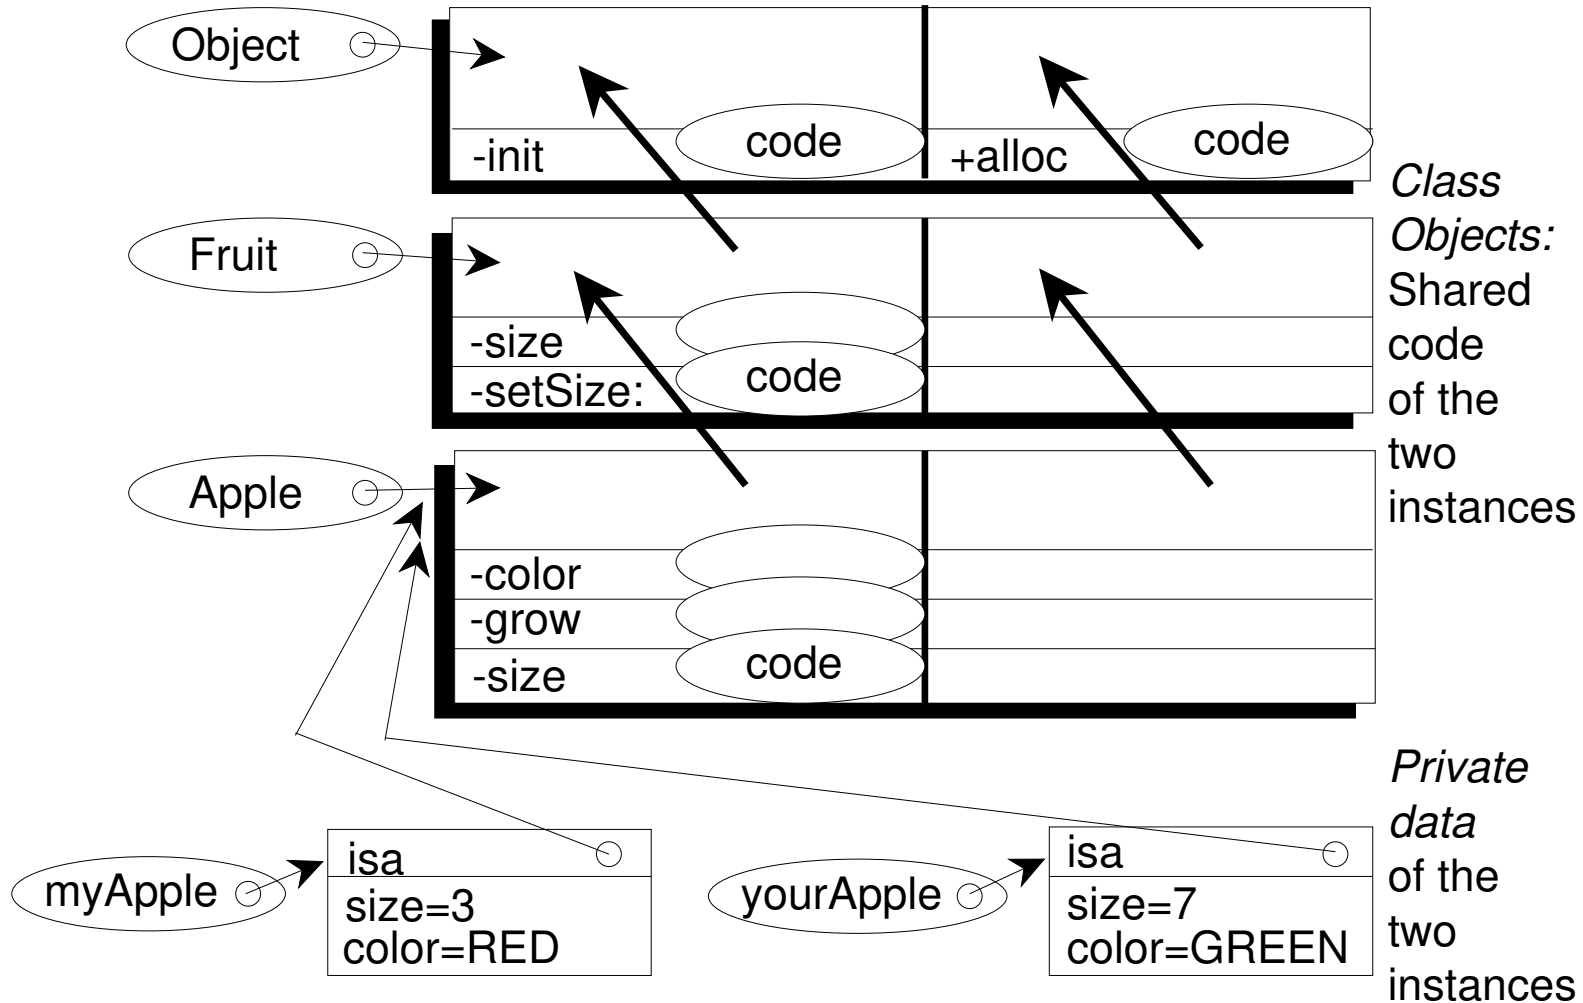 Object
code
code
-init
+alloc
Class
Objects:
Shared
code
of the
two
instances
Fruit
-size
code
-setSize:
Apple
-color
-grow
code
-size
Private
data
of the
two
instances
isa
myApple
size=3
color=RED
isa
yourApple
size=7
color=GREEN